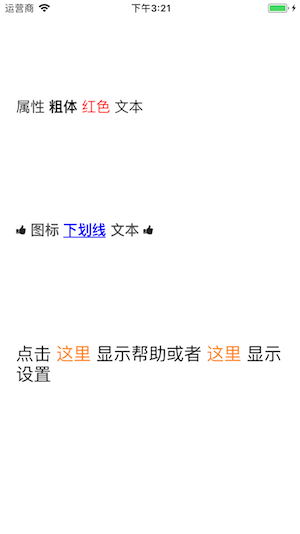 运营商 下午3:21
属性 粗体 红色 文本
图标 下划线 文本
点击 这里 显示帮助或者 这里 显示
设置